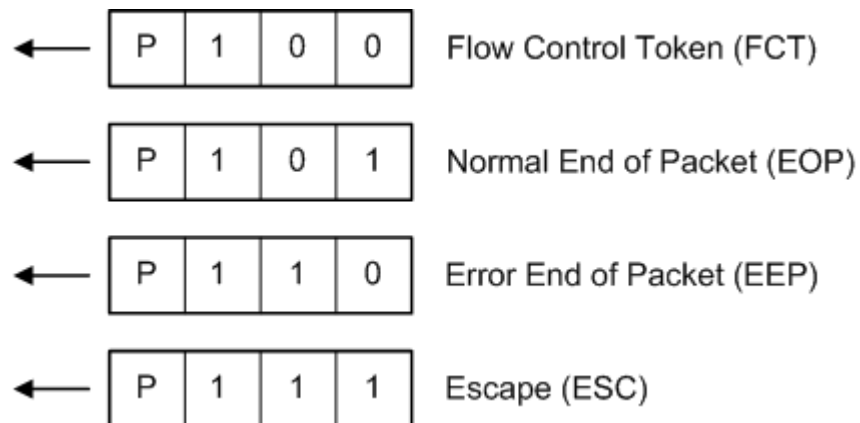 P 1 0 0 Flow Control Token (FCT)
P 1 0 1 Normal End of Packet (EOP)
P 1 1 0 Error End of Packet (EEP)
P 1 1 1 Escape (ESC)